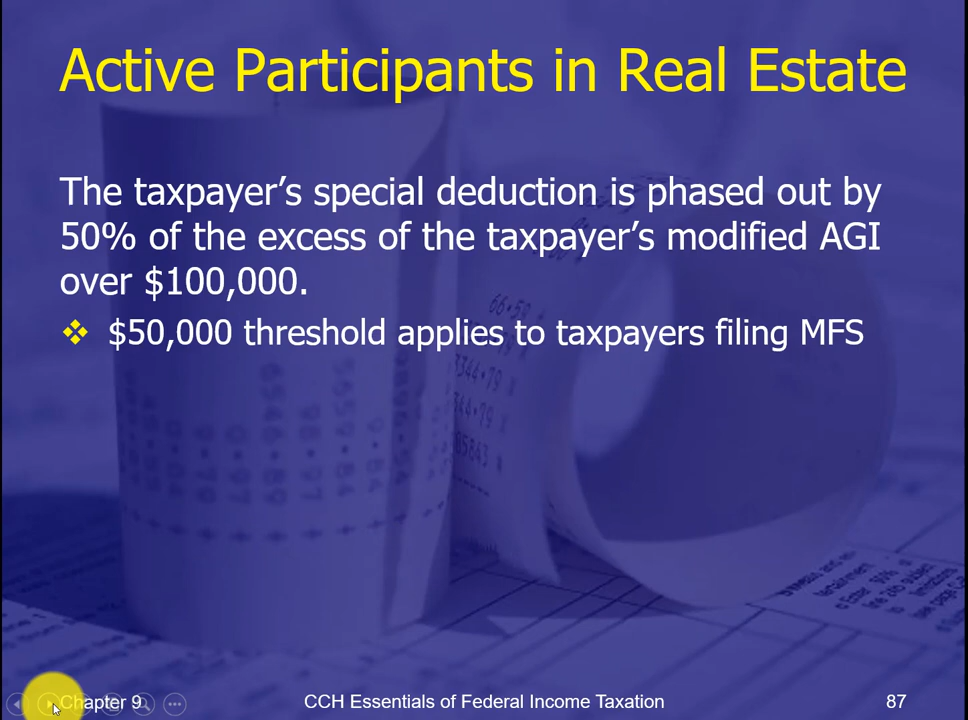 Active Participants in Real Estate
The taxpayer’s special deduction is phased out by
50% of the excess of the taxpayer’s modified AGI
over $100,000.
$50,000 threshold applies to taxpayers filing MFS
Chapter 9
CCH Essentials of Federal Income Taxation
87